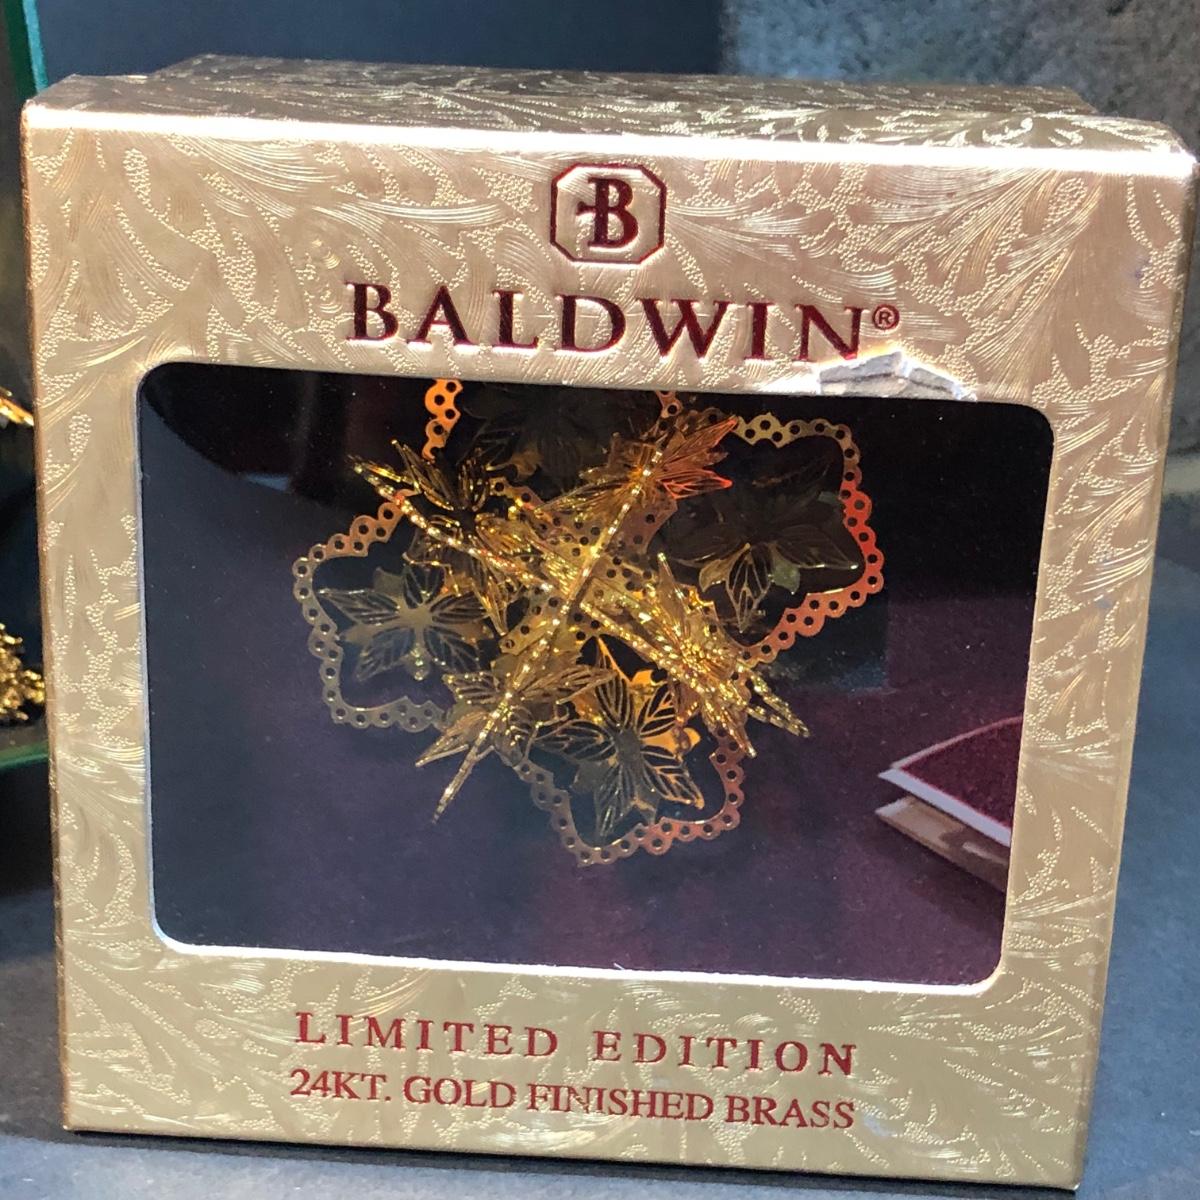 B
BALDWIN®
LIMITED EDITION
24KT. GOLD FINISHED BRASS